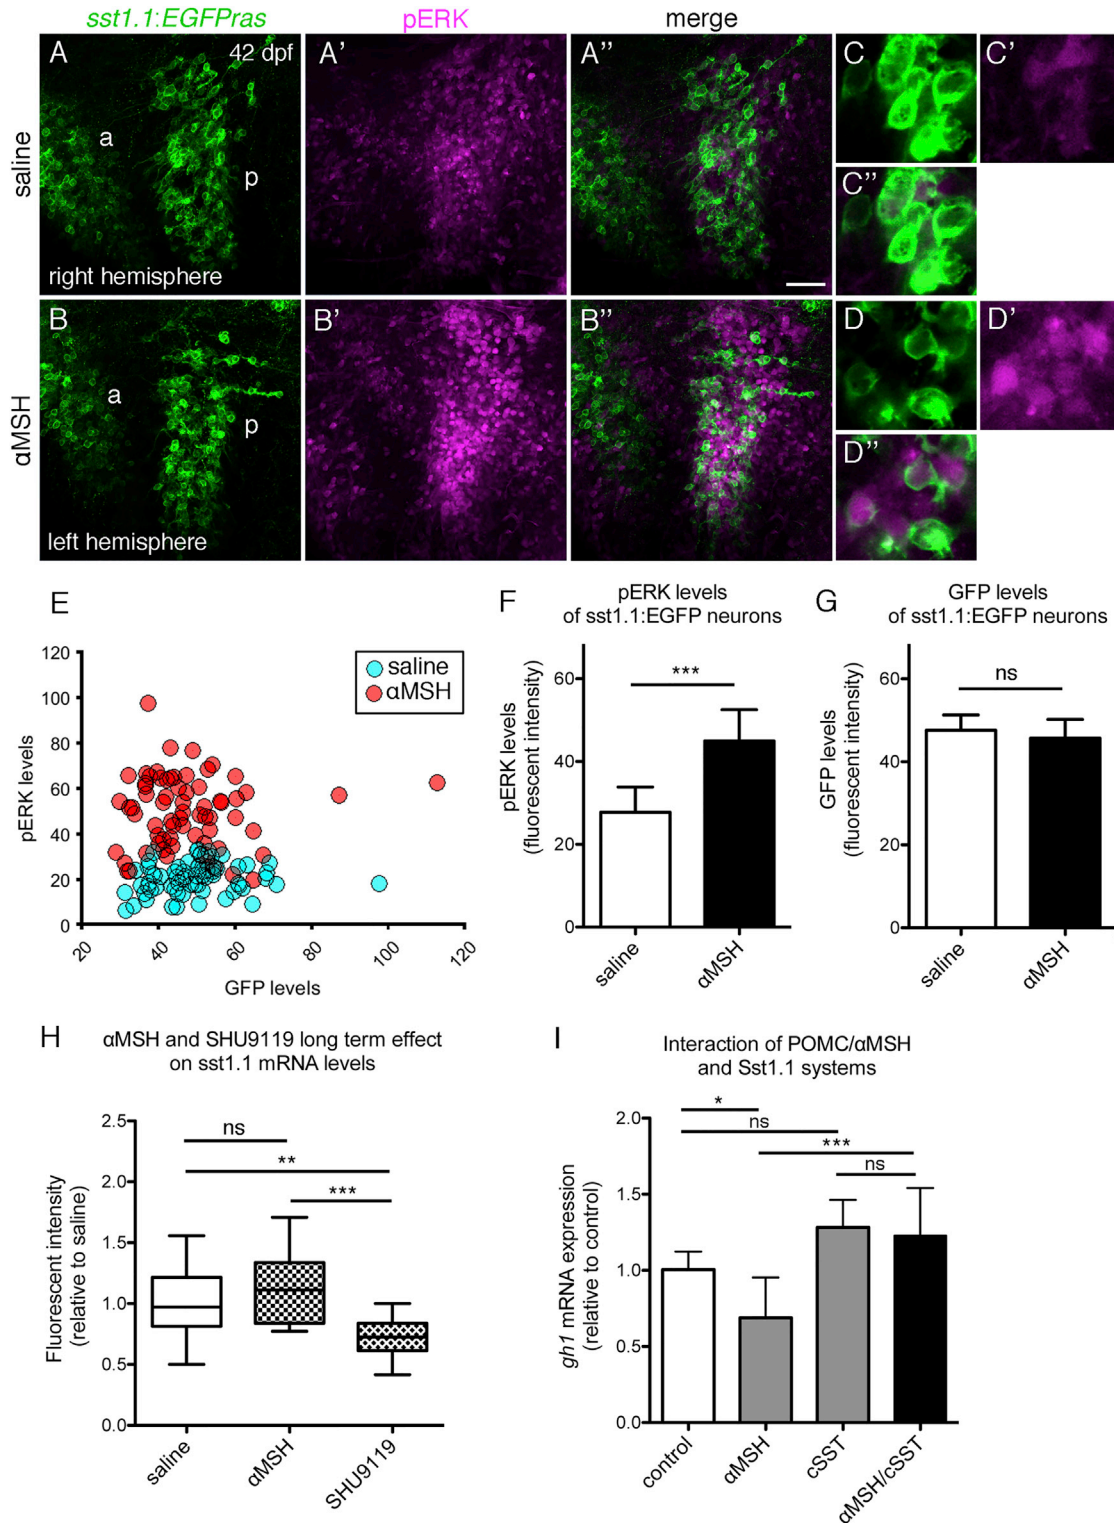 sst1.1:EGFPras
pERK
merge
saline
A
42 dpf
a
p
right hemisphere
A'
A''
C
C'
C''
αMSH
B
a
p
left hemisphere
B'
B''
D
D'
D''
E
pERK levels
120
100
80
60
40
20
0
20
40
60
80
100
120
GFP levels
saline
αMSH
F
pERK levels
of sst1.1:EGFP neurons
pERK levels
(fluorescent intensity)
60
40
20
0
***
saline
αMSH
G
GFP levels
of sst1.1:EGFP neurons
GFP levels
(fluorescent intensity)
60
40
20
0
ns
saline
αMSH
H
αMSH and SHU9119 long term effect
on sst1.1 mRNA levels
Fluorescent intensity
(relative to saline)
2.5
2.0
1.5
1.0
0.5
0.0
ns
**
***
saline
αMSH
SHU9119
I
Interaction of POMC/αMSH
and Sst1.1 systems
gh1 mRNA expression
(relative to control)
2.0
1.5
1.0
0.5
0.0
*
ns
***
ns
control
αMSH
cSST
αMSH/cSST